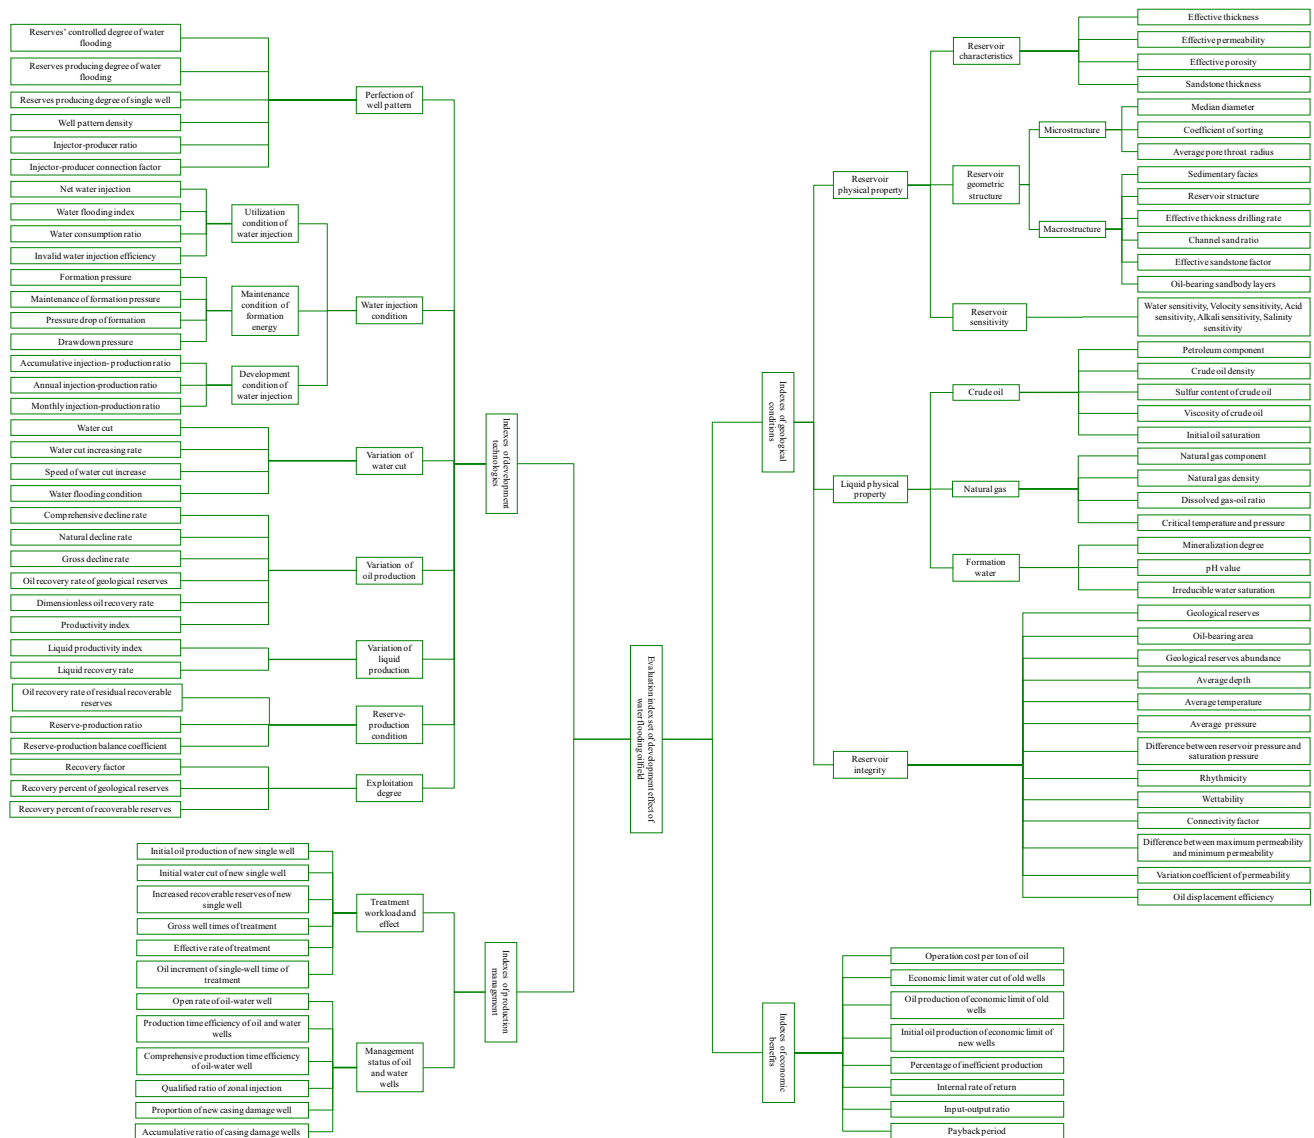 Reserves' controlled degree of water
flooding
Reserves producing degree of water
flooding
Reserves producing degree of single well
Well pattern density
Injector-producer ratio
Injector-producer connection factor
Perfection of
well pattern
Net water injection
Water flooding index
Water consumption ratio
Invalid water injection efficiency
Utilization
condition of
water injection
Formation pressure
Maintenance of formation pressure
Pressure drop of formation
Drawdown pressure
Maintenance
condition of
formation
energy
Accumulative injection- production ratio
Annual injection-production ratio
Monthly injection-production ratio
Development
condition of
water injection
Water injection
condition
Water cut
Water cut increasing rate
Speed of water cut increase
Water flooding condition
Variation of
water cut
Comprehensive decline rate
Natural decline rate
Gross decline rate
Oil recovery rate of geological reserves
Dimensionless oil recovery rate
Productivity index
Variation of
oil production
Liquid productivity index
Liquid recovery rate
Variation of
liquid
production
Oil recovery rate of residual recoverable
reserves
Reserve-production ratio
Reserve-production balance coefficient
Reserve-
production
condition
Recovery factor
Recovery percent of geological reserves
Recovery percent of recoverable reserves
Exploitation
degree
Indexes of development
technologies
Initial oil production of new single well
Initial water cut of new single well
Increased recoverable reserves of new
single well
Gross well times of treatment
Effective rate of treatment
Oil increment of single-well time of
treatment
Treatment
workload and
effect
Open rate of oil-water well
Production time efficiency of oil and water
wells
Comprehensive production time efficiency
of oil-water well
Qualified ratio of zonal injection
Proportion of new casing damage well
Accumulative ratio of casing damage wells
Management
status of oil
and water
wells
Indexes of production
management
Evaluation index set of development effect of
water flooding oilfield
Indexes of geological
conditions
Reservoir
physical property
Reservoir
characteristics
Effective thickness
Effective permeability
Effective porosity
Sandstone thickness
Reservoir
geometric
structure
Microstructure
Median diameter
Coefficient of sorting
Average pore throat radius
Macrostructure
Sedimentary facies
Reservoir structure
Effective thickness drilling rate
Channel sand ratio
Effective sandstone factor
Oil-bearing sandbody layers
Reservoir
sensitivity
Water sensitivity, Velocity sensitivity, Acid
sensitivity, Alkali sensitivity, Salinity
sensitivity
Liquid physical
property
Crude oil
Petroleum component
Crude oil density
Sulfur content of crude oil
Viscosity of crude oil
Initial oil saturation
Natural gas
Natural gas component
Natural gas density
Dissolved gas-oil ratio
Critical temperature and pressure
Formation
water
Mineralization degree
pH value
Irreducible water saturation
Reservoir
integrity
Geological reserves
Oil-bearing area
Geological reserves abundance
Average depth
Average temperature
Average pressure
Difference between reservoir pressure and
saturation pressure
Rhythmicity
Wettability
Connectivity factor
Difference between maximum permeability
and minimum permeability
Variation coefficient of permeability
Oil displacement efficiency
Indexes of economic
benefits
Operation cost per ton of oil
Economic limit water cut of old wells
Oil production of economic limit of old
wells
Initial oil production of economic limit of
new wells
Percentage of inefficient production
Internal rate of return
Input-output ratio
Payback period